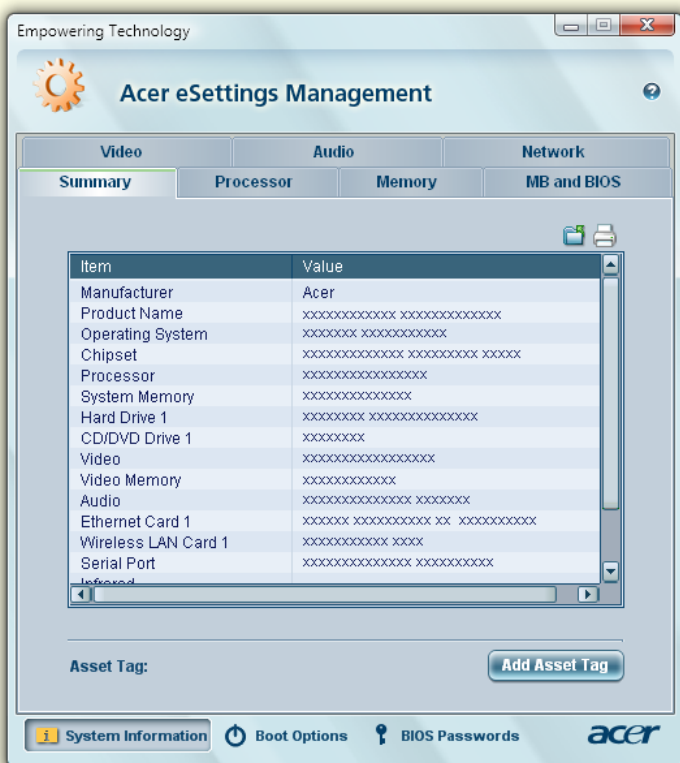 Empowering Technology
Acer eSettings Management
Video Audio Network
Summary Processor Memory MB and BIOS
Item Value
Manufacturer Acer
Product Name xxxxxxxxxxxx xxxxxxxxxxxxx
Operating System xxxxxxx xxxxxxxxxxx
Chipset xxxxxxxxxxxxx xxxxxxxxx xxxxx
Processor xxxxxxxxxxxxxxxx
System Memory xxxxxxxxxxxxxx
Hard Drive 1 xxxxxxxx xxxxxxxxxxxxxx
CD/DVD Drive 1 xxxxxxxx
Video xxxxxxxxxxxxxxxxx
Video Memory xxxxxxxxxxxx
Audio xxxxxxxxxxxxxx xxxxxxx
Ethernet Card 1 xxxxxx xxxxxxxxxx xx xxxxxxxxxx
Wireless LAN Card 1 xxxxxxxxxxx xxxx
Serial Port xxxxxxxxxxxxxx xxxxxxxxxx
Infrared
Asset Tag: Add Asset Tag
System Information Boot Options BIOS Passwords acer